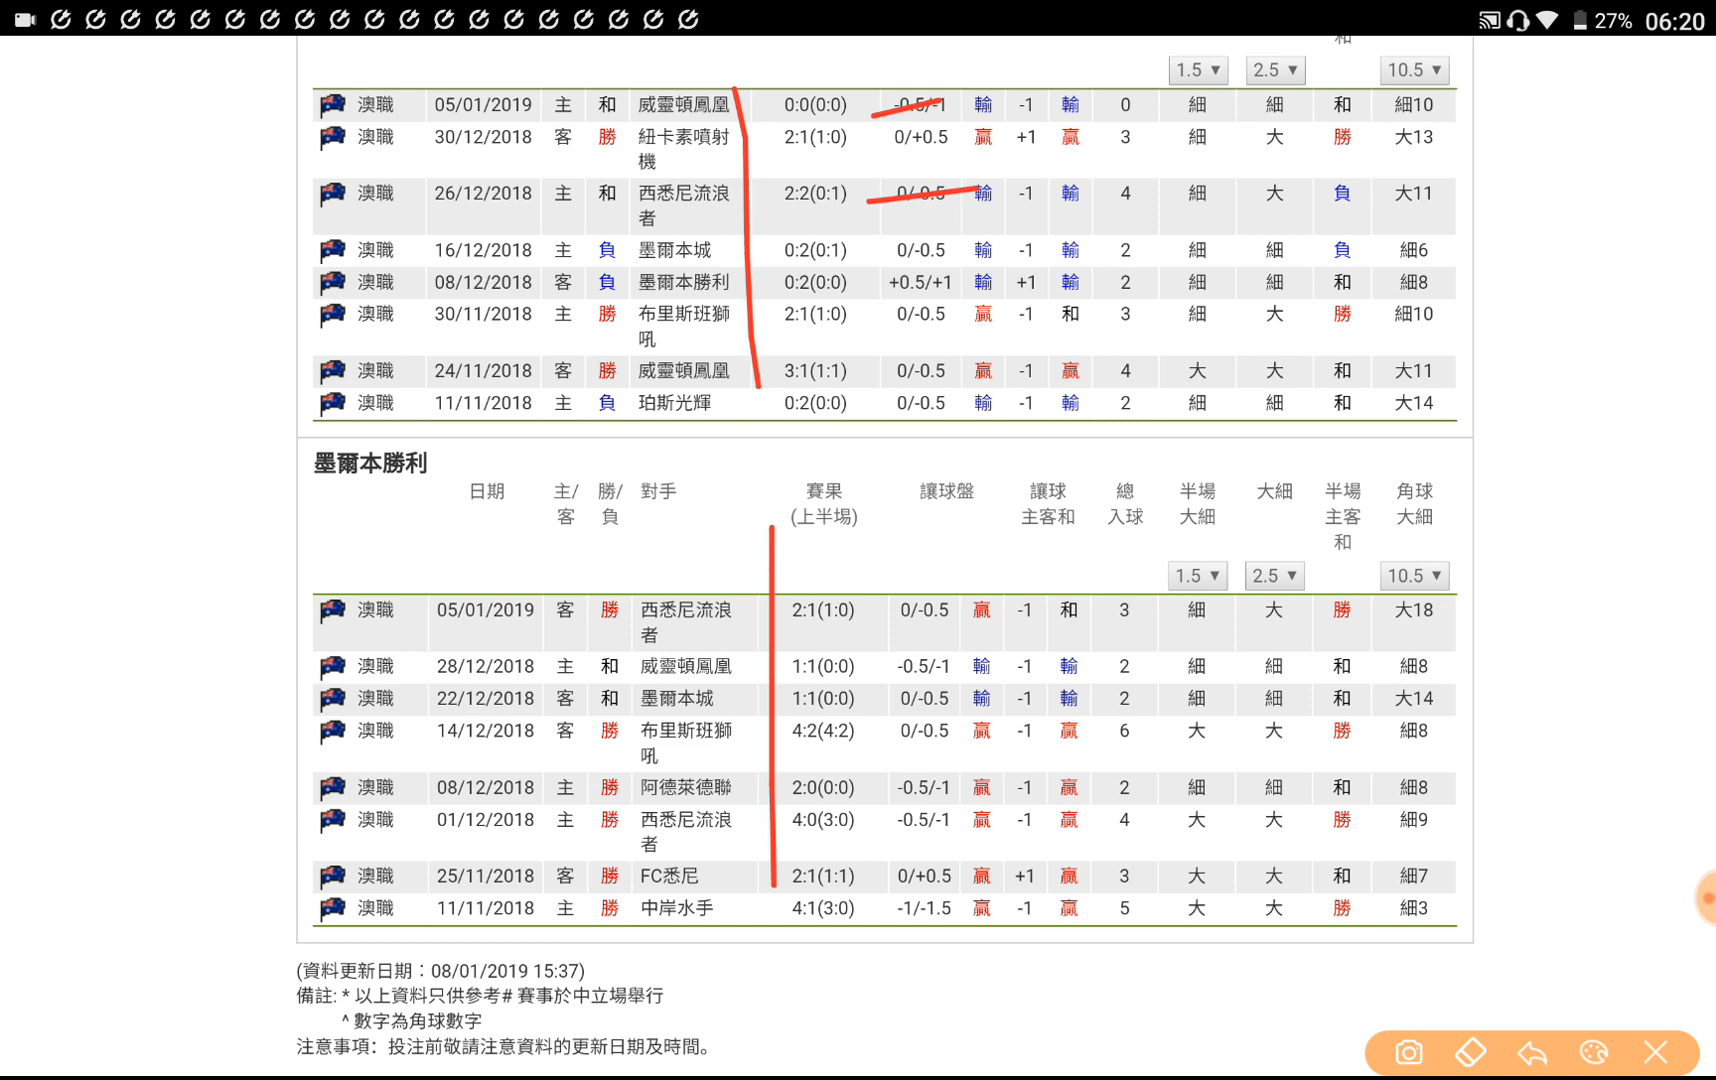 27% 06:20
和
1.5 ▼ 2.5 ▼ 10.5 ▼
澳職 05/01/2019 主 和 威靈頓鳳凰 0:0(0:0) -0.5/-1 輸 -1 輸 0 細 細 和 細10
澳職 30/12/2018 客 勝 紐卡素噴射機 2:1(1:0) 0/+0.5 贏 +1 贏 3 細 大 勝 大13
澳職 26/12/2018 主 和 西悉尼流浪者 2:2(0:1) 0/-0.5 輸 -1 輸 4 細 大 負 大11
澳職 16/12/2018 主 負 墨爾本城 0:2(0:1) 0/-0.5 輸 -1 輸 2 細 細 負 細6
澳職 08/12/2018 客 負 墨爾本勝利 0:2(0:0) +0.5/+1 輸 +1 輸 2 細 細 和 細8
澳職 30/11/2018 主 勝 布里斯班獅吼 2:1(1:0) 0/-0.5 贏 -1 和 3 細 大 勝 細10
澳職 24/11/2018 客 勝 威靈頓鳳凰 3:1(1:1) 0/-0.5 贏 -1 贏 4 大 大 和 大11
澳職 11/11/2018 主 負 珀斯光輝 0:2(0:0) 0/-0.5 輸 -1 輸 2 細 細 和 大14
墨爾本勝利
日期 主/客 勝/負 對手 賽果(上半場) 讓球盤 讓球主客和 總入球 半場大細 大細 半場主客和 角球大細
1.5 ▼ 2.5 ▼ 10.5 ▼
澳職 05/01/2019 客 勝 西悉尼流浪者 2:1(1:0) 0/-0.5 贏 -1 和 3 細 大 勝 大18
澳職 28/12/2018 主 和 威靈頓鳳凰 1:1(0:0) -0.5/-1 輸 -1 輸 2 細 細 和 細8
澳職 22/12/2018 客 和 墨爾本城 1:1(0:0) 0/-0.5 輸 -1 輸 2 細 細 和 大14
澳職 14/12/2018 客 勝 布里斯班獅吼 4:2(4:2) 0/-0.5 贏 -1 贏 6 大 大 勝 細8
澳職 08/12/2018 主 勝 阿德萊德聯 2:0(0:0) -0.5/-1 贏 -1 贏 2 細 細 和 細8
澳職 01/12/2018 主 勝 西悉尼流浪者 4:0(3:0) -0.5/-1 贏 -1 贏 4 大 大 勝 細9
澳職 25/11/2018 客 勝 FC悉尼 2:1(1:1) 0/+0.5 贏 +1 贏 3 大 大 和 細7
澳職 11/11/2018 主 勝 中岸水手 4:1(3:0) -1/-1.5 贏 -1 贏 5 大 大 勝 細3
(資料更新日期：08/01/2019 15:37)
備註: * 以上資料只供參考# 賽事於中立場舉行
^ 數字為角球數字
注意事項：投注前敬請注意資料的更新日期及時間。